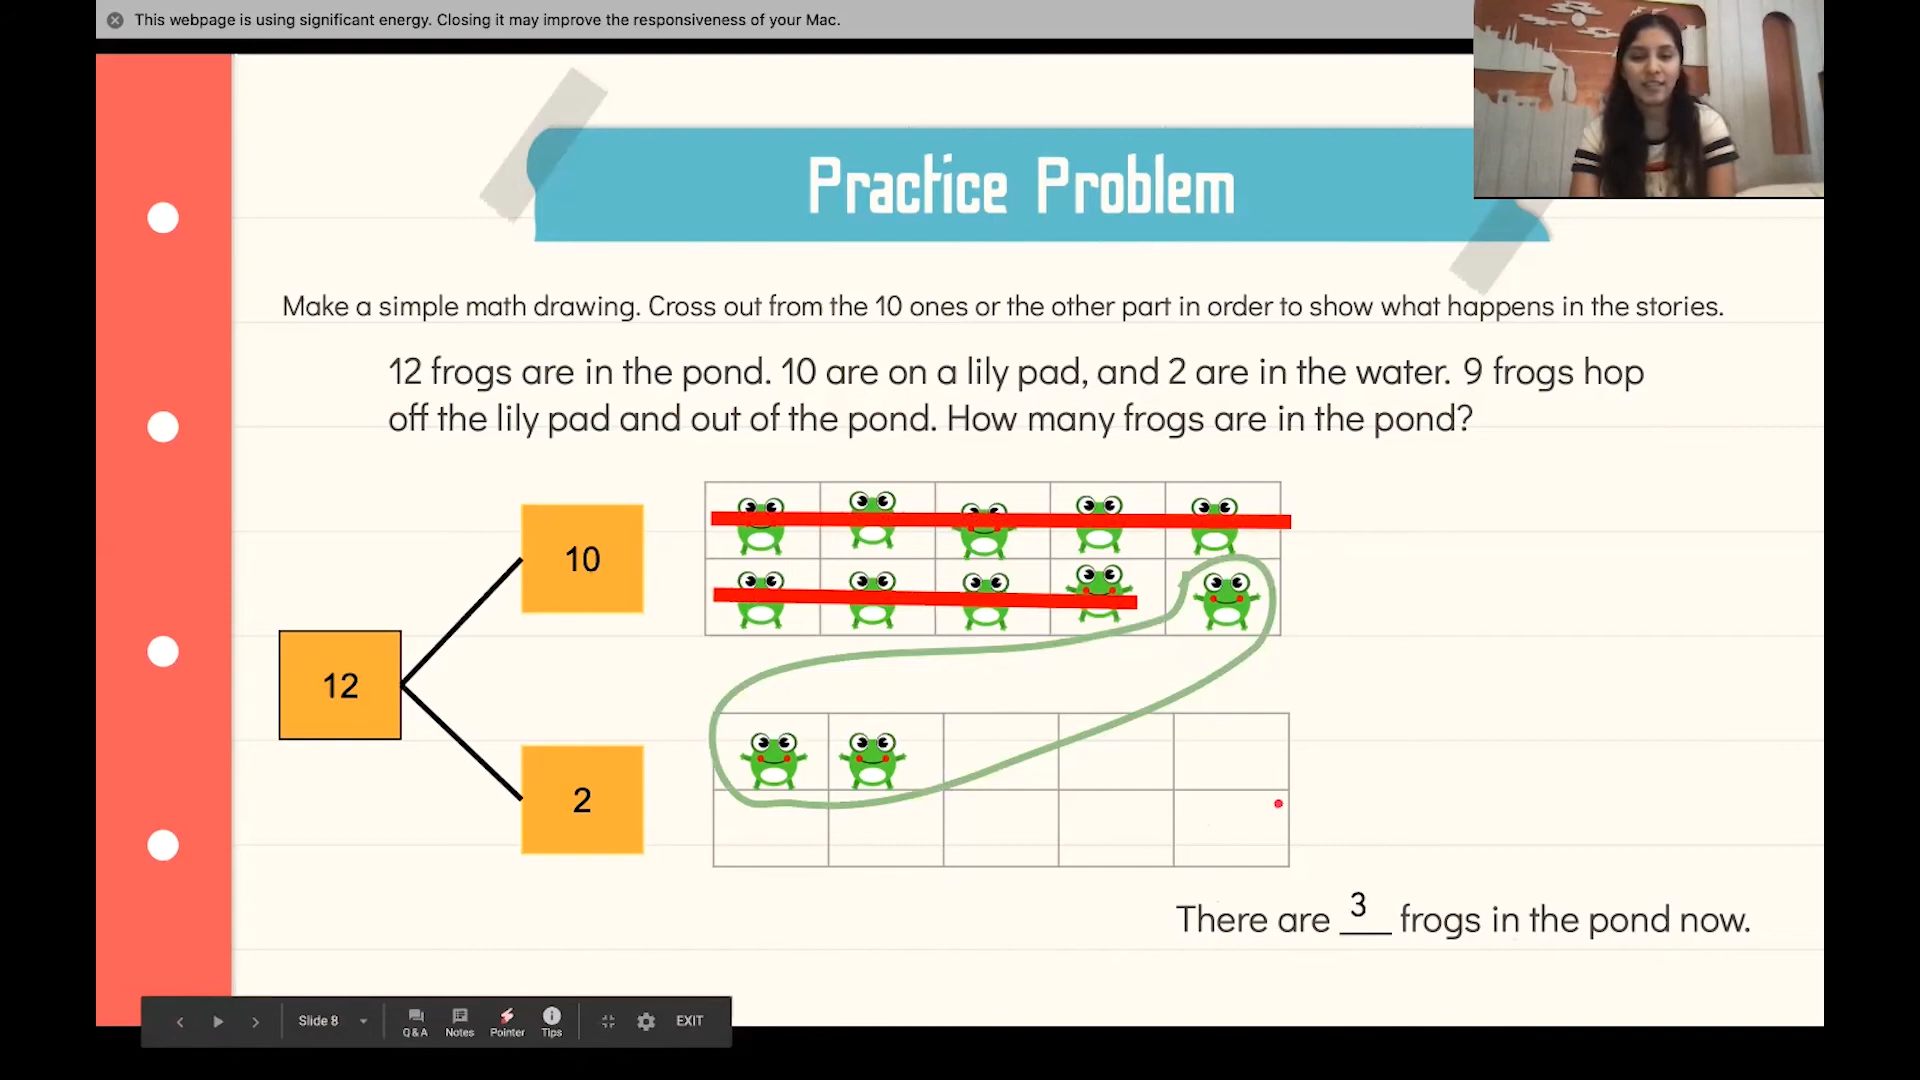 This webpage is using significant energy. Closing it may improve the responsiveness of your Mac.
Practice Problem
Make a simple math drawing. Cross out from the 10 ones or the other part in order to show what happens in the stories.
12 frogs are in the pond. 10 are on a lily pad, and 2 are in the water. 9 frogs hop
off the lily pad and out of the pond. How many frogs are in the pond?
10
12
2
There are 3 frogs in the pond now.
Slide 8
Q&A Notes Pointer Tips
EXIT